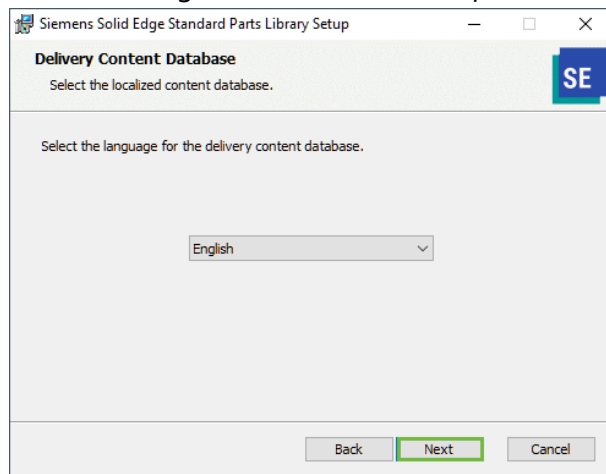 Siemens Solid Edge Standard Parts Library Setup
Delivery Content Database
Select the localized content database.
SE
Select the language for the delivery content database.
English
Back Next Cancel